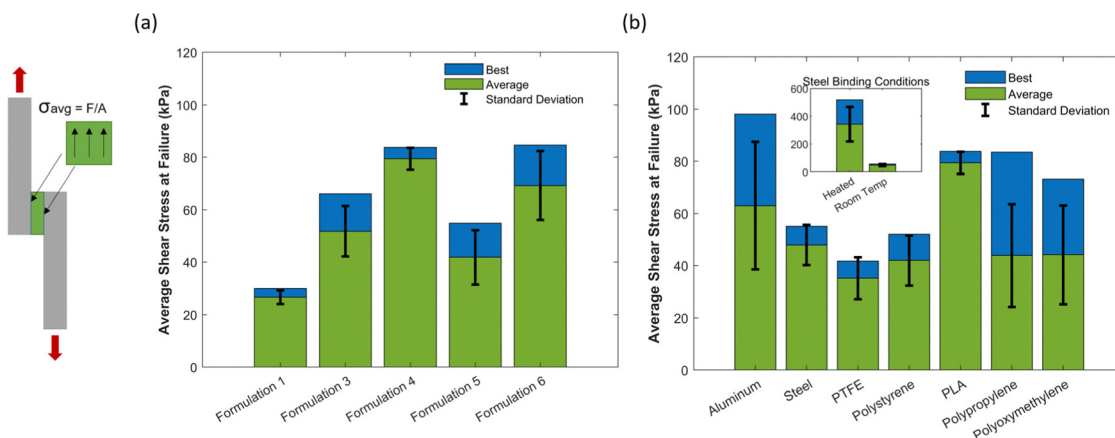 (a)
(b)
σavg = F/A
120
100
80
60
40
20
0
Average Shear Stress at Failure (kPa)
Best
Average
Standard Deviation
Formulation 1
Formulation 3
Formulation 4
Formulation 5
Formulation 6
120
100
80
60
40
20
0
Average Shear Stress at Failure (kPa)
Steel Binding Conditions
600
400
200
0
Heated
Room Temp
Best
Average
Standard Deviation
Aluminum
Steel
PTFE
Polystyrene
PLA
Polypropylene
Polyoxymethylene